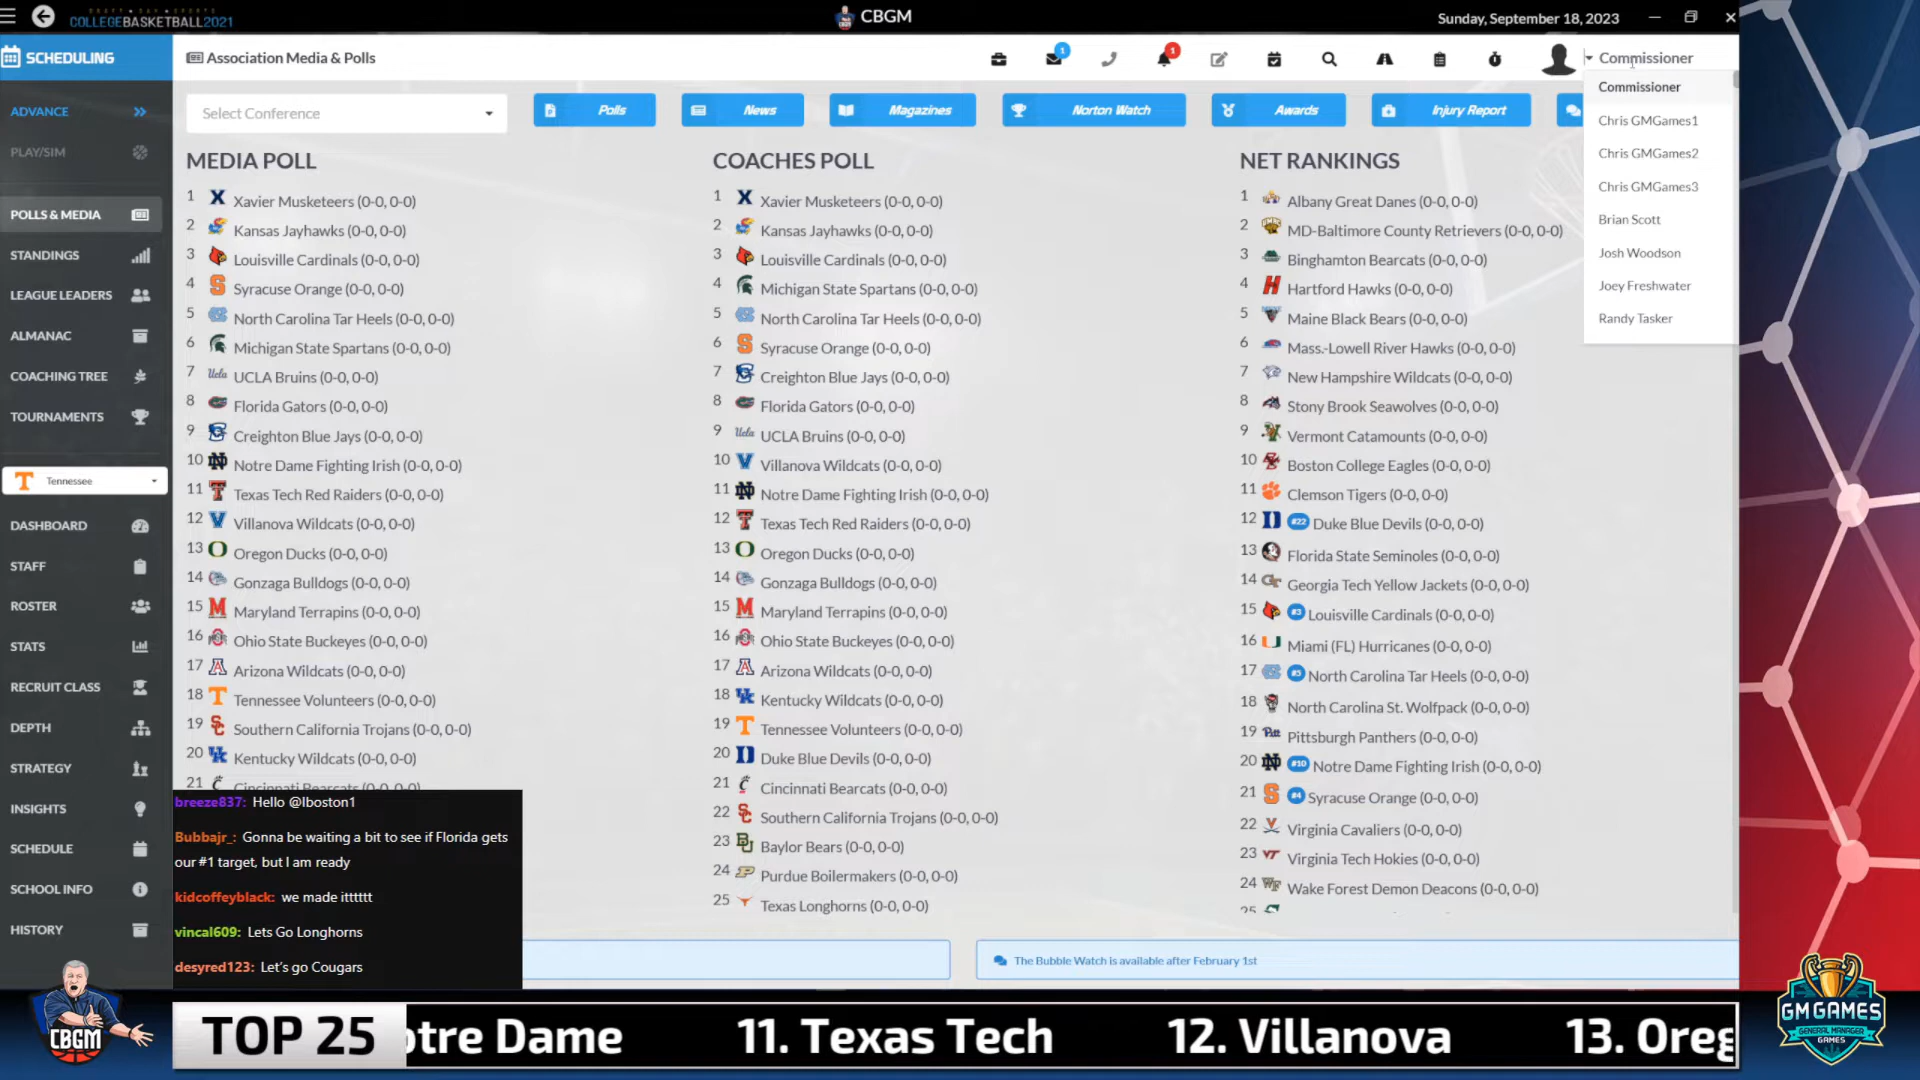 DRAFT DAY SPORTS
COLLEGEBASKETBALL2021
CBGM
Sunday, September 18, 2023
SCHEDULING
Association Media & Polls
1
1
Commissioner
ADVANCE
PLAY/SIM
POLLS & MEDIA
STANDINGS
LEAGUE LEADERS
ALMANAC
COACHING TREE
TOURNAMENTS
Tennessee
DASHBOARD
STAFF
ROSTER
STATS
RECRUIT CLASS
DEPTH
STRATEGY
INSIGHTS
SCHEDULE
SCHOOL INFO
HISTORY
Select Conference
Polls
News
Magazines
Norton Watch
Awards
Injury Report
Commissioner
Chris GMGames1
Chris GMGames2
Chris GMGames3
Brian Scott
Josh Woodson
Joey Freshwater
Randy Tasker
MEDIA POLL
1 Xavier Musketeers (0-0, 0-0)
2 Kansas Jayhawks (0-0, 0-0)
3 Louisville Cardinals (0-0, 0-0)
4 Syracuse Orange (0-0, 0-0)
5 North Carolina Tar Heels (0-0, 0-0)
6 Michigan State Spartans (0-0, 0-0)
7 UCLA Bruins (0-0, 0-0)
8 Florida Gators (0-0, 0-0)
9 Creighton Blue Jays (0-0, 0-0)
10 Notre Dame Fighting Irish (0-0, 0-0)
11 Texas Tech Red Raiders (0-0, 0-0)
12 Villanova Wildcats (0-0, 0-0)
13 Oregon Ducks (0-0, 0-0)
14 Gonzaga Bulldogs (0-0, 0-0)
15 Maryland Terrapins (0-0, 0-0)
16 Ohio State Buckeyes (0-0, 0-0)
17 Arizona Wildcats (0-0, 0-0)
18 Tennessee Volunteers (0-0, 0-0)
19 Southern California Trojans (0-0, 0-0)
20 Kentucky Wildcats (0-0, 0-0)
21 Cincinnati Bearcats (0-0, 0-0)
COACHES POLL
1 Xavier Musketeers (0-0, 0-0)
2 Kansas Jayhawks (0-0, 0-0)
3 Louisville Cardinals (0-0, 0-0)
4 Michigan State Spartans (0-0, 0-0)
5 North Carolina Tar Heels (0-0, 0-0)
6 Syracuse Orange (0-0, 0-0)
7 Creighton Blue Jays (0-0, 0-0)
8 Florida Gators (0-0, 0-0)
9 UCLA Bruins (0-0, 0-0)
10 Villanova Wildcats (0-0, 0-0)
11 Notre Dame Fighting Irish (0-0, 0-0)
12 Texas Tech Red Raiders (0-0, 0-0)
13 Oregon Ducks (0-0, 0-0)
14 Gonzaga Bulldogs (0-0, 0-0)
15 Maryland Terrapins (0-0, 0-0)
16 Ohio State Buckeyes (0-0, 0-0)
17 Arizona Wildcats (0-0, 0-0)
18 Kentucky Wildcats (0-0, 0-0)
19 Tennessee Volunteers (0-0, 0-0)
20 Duke Blue Devils (0-0, 0-0)
21 Cincinnati Bearcats (0-0, 0-0)
22 Southern California Trojans (0-0, 0-0)
23 Baylor Bears (0-0, 0-0)
24 Purdue Boilermakers (0-0, 0-0)
25 Texas Longhorns (0-0, 0-0)
NET RANKINGS
1 Albany Great Danes (0-0, 0-0)
2 MD-Baltimore County Retrievers (0-0, 0-0)
3 Binghamton Bearcats (0-0, 0-0)
4 Hartford Hawks (0-0, 0-0)
5 Maine Black Bears (0-0, 0-0)
6 Mass.-Lowell River Hawks (0-0, 0-0)
7 New Hampshire Wildcats (0-0, 0-0)
8 Stony Brook Seawolves (0-0, 0-0)
9 Vermont Catamounts (0-0, 0-0)
10 Boston College Eagles (0-0, 0-0)
11 Clemson Tigers (0-0, 0-0)
12 #22 Duke Blue Devils (0-0, 0-0)
13 Florida State Seminoles (0-0, 0-0)
14 Georgia Tech Yellow Jackets (0-0, 0-0)
15 #3 Louisville Cardinals (0-0, 0-0)
16 Miami (FL) Hurricanes (0-0, 0-0)
17 #5 North Carolina Tar Heels (0-0, 0-0)
18 North Carolina St. Wolfpack (0-0, 0-0)
19 Pittsburgh Panthers (0-0, 0-0)
20 #10 Notre Dame Fighting Irish (0-0, 0-0)
21 #4 Syracuse Orange (0-0, 0-0)
22 Virginia Cavaliers (0-0, 0-0)
23 Virginia Tech Hokies (0-0, 0-0)
24 Wake Forest Demon Deacons (0-0, 0-0)
25
breeze837: Hello @lboston1
Bubbajr_: Gonna be waiting a bit to see if Florida gets
our #1 target, but I am ready
kidcoffeyblack: we made itttttt
vincal609: Lets Go Longhorns
desyred123: Let's go Cougars
The Bubble Watch is available after February 1st
CBGM
TOP 25
otre Dame 11. Texas Tech 12. Villanova 13. Oreg
GMGAMES
GENERAL MANAGER
GAMES